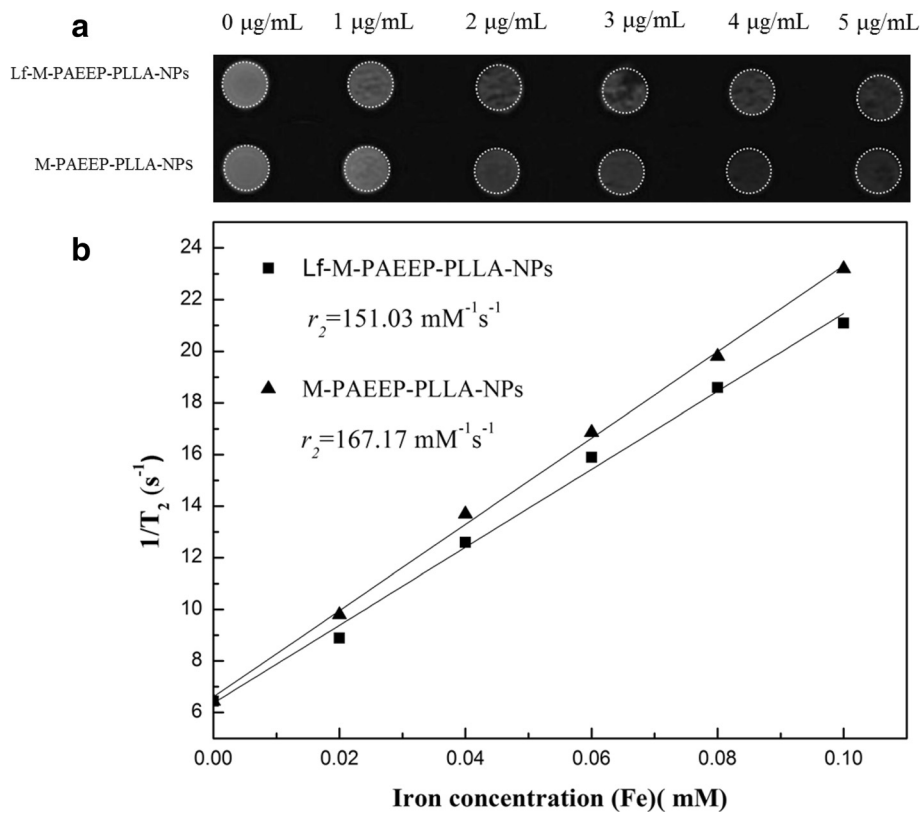 a
0 μg/mL 1 μg/mL 2 μg/mL 3 μg/mL 4 μg/mL 5 μg/mL
Lf-M-PAEEP-PLLA-NPs
M-PAEEP-PLLA-NPs
b
24
22
20
18
16
14
12
10
8
6
1/T₂ (s⁻¹)
Lf-M-PAEEP-PLLA-NPs
r₂=151.03 mM⁻¹s⁻¹
M-PAEEP-PLLA-NPs
r₂=167.17 mM⁻¹s⁻¹
0.00 0.02 0.04 0.06 0.08 0.10
Iron concentration (Fe)( mM)